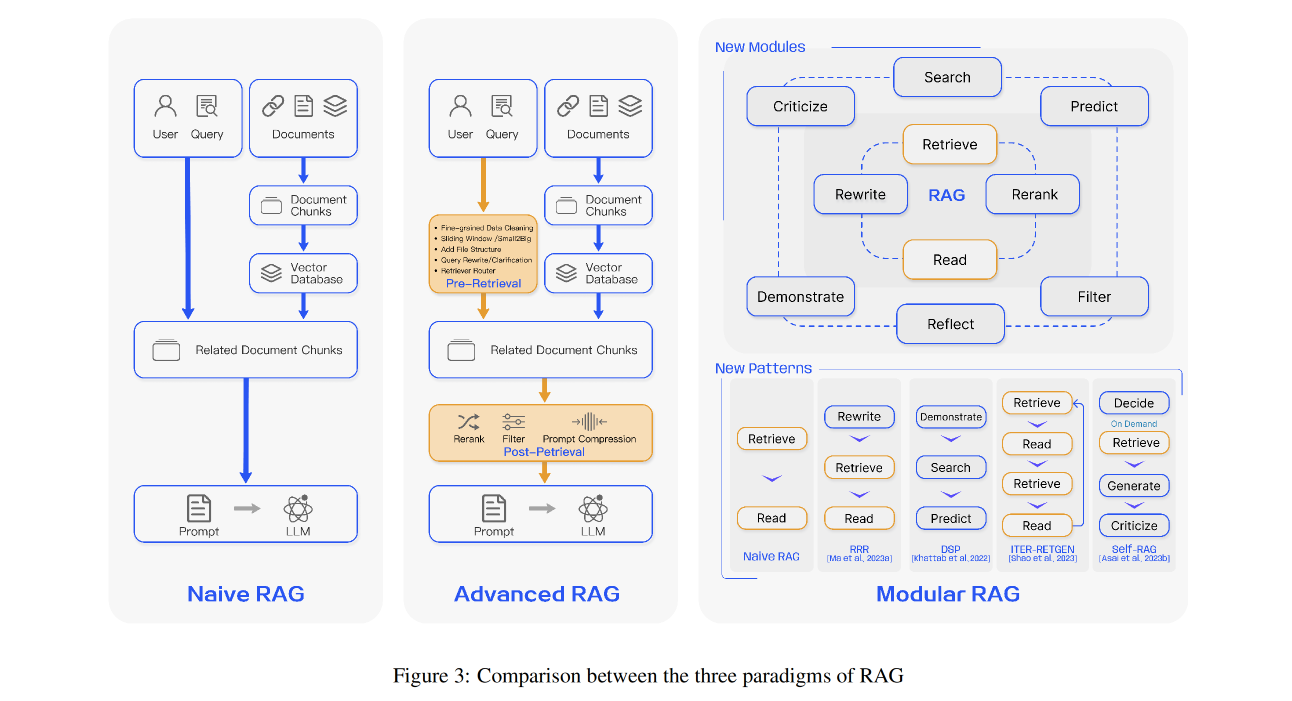 User Query
Documents
Document
Chunks
Vector
Database
Related Document Chunks
Prompt
LLM
Naive RAG
User Query
Documents
• Fine-grained Data Cleaning
• Sliding Window /Small2Big
• Add File Structure
• Query Rewrite/Clarification
• Retriever Router
Pre-Retrieval
Document
Chunks
Vector
Database
Related Document Chunks
Rerank
Filter
Prompt Compression
Post-Petrieval
Prompt
LLM
Advanced RAG
New Modules
Search
Criticize
Predict
Retrieve
Rewrite
RAG
Rerank
Read
Demonstrate
Filter
Reflect
New Patterns
Retrieve
Read
Naive RAG
Rewrite
Retrieve
Read
RRR
[Ma et al., 2023a]
Demonstrate
Search
Predict
DSP
[Khattab et al., 2022]
Retrieve
Read
Retrieve
Read
ITER-RETGEN
[Shao et al., 2023]
Decide
On Demand
Retrieve
Generate
Criticize
Self-RAG
[Asai et al., 2023b]
Modular RAG
Figure 3: Comparison between the three paradigms of RAG